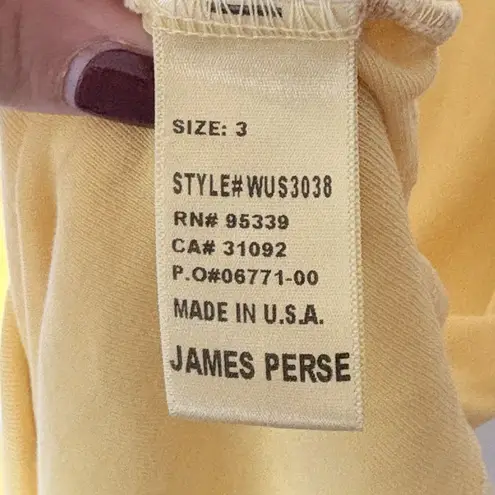 SIZE: 3
STYLE# WUS3038
RN# 95339
CA# 31092
P.O#06771-00
MADE IN U.S.A.
JAMES PERSE